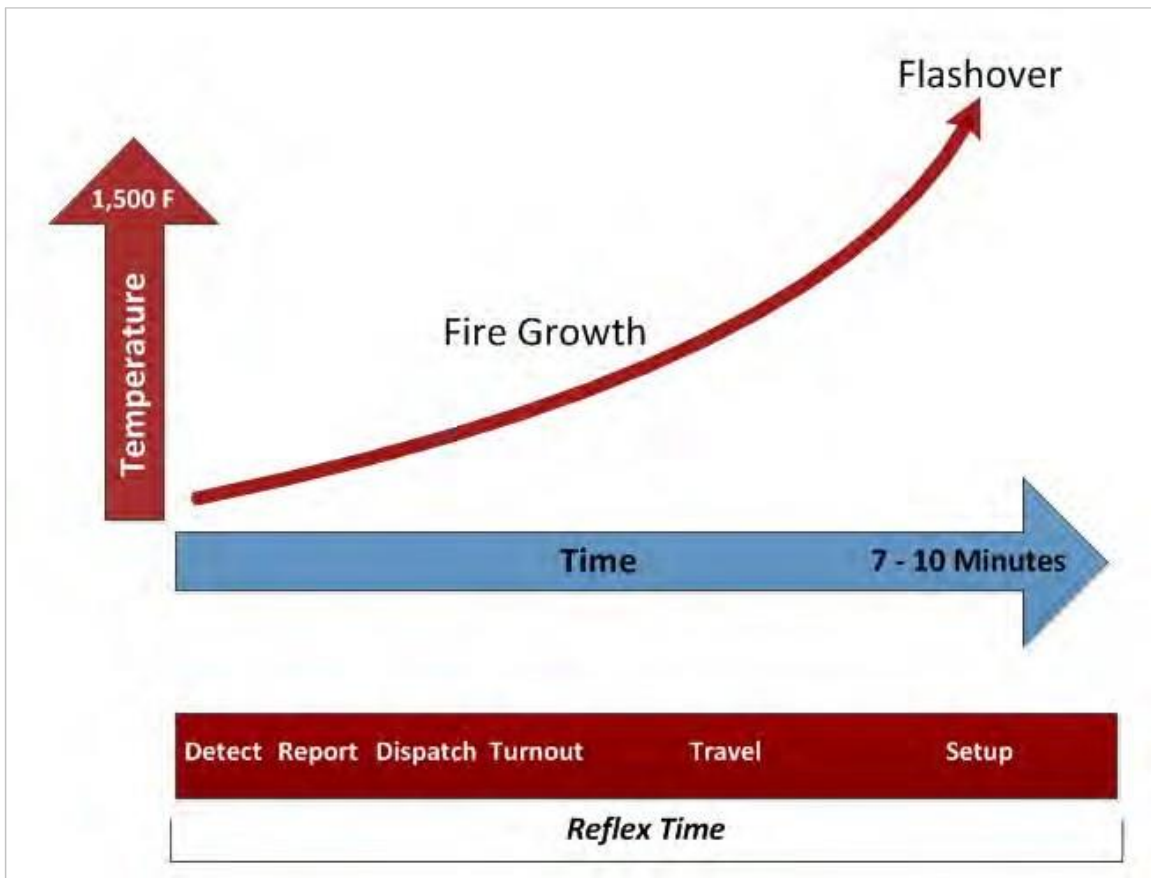 Flashover
1,500 F
Temperature
Fire Growth
Time
7 - 10 Minutes
Detect Report Dispatch Turnout Travel Setup
Reflex Time